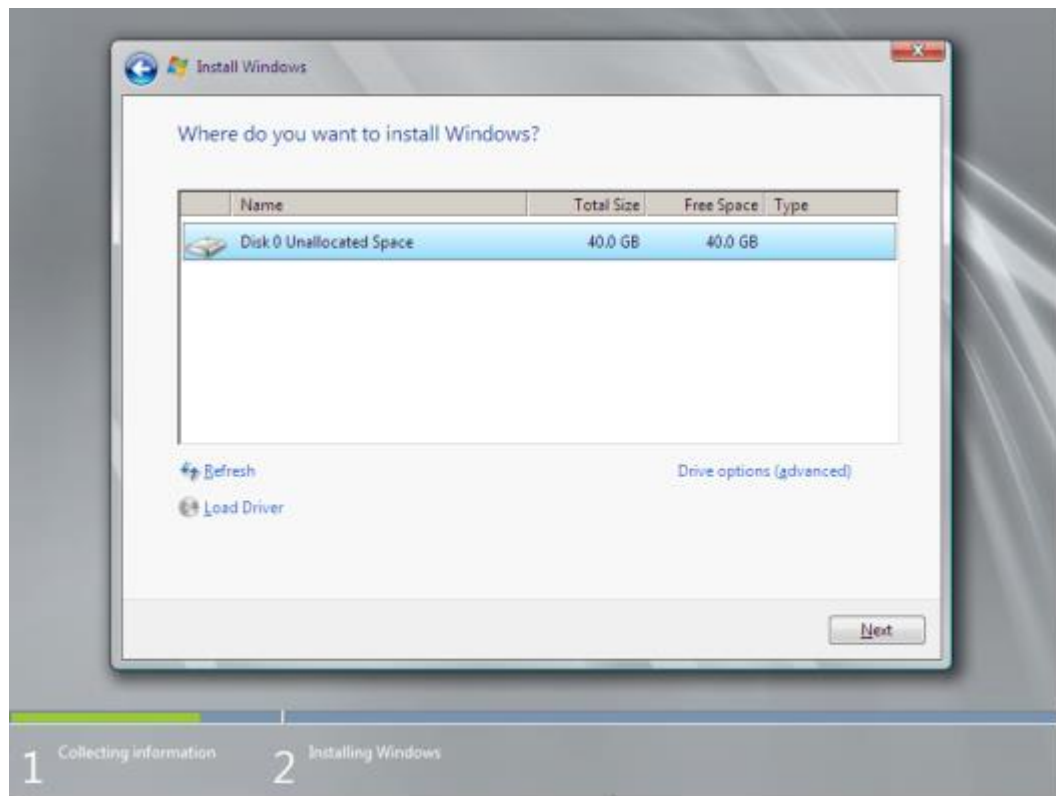 Install Windows
Where do you want to install Windows?
Name Total Size Free Space Type
Disk 0 Unallocated Space 40.0 GB 40.0 GB
Refresh Drive options (advanced)
Load Driver
Next
1 Collecting information 2 Installing Windows